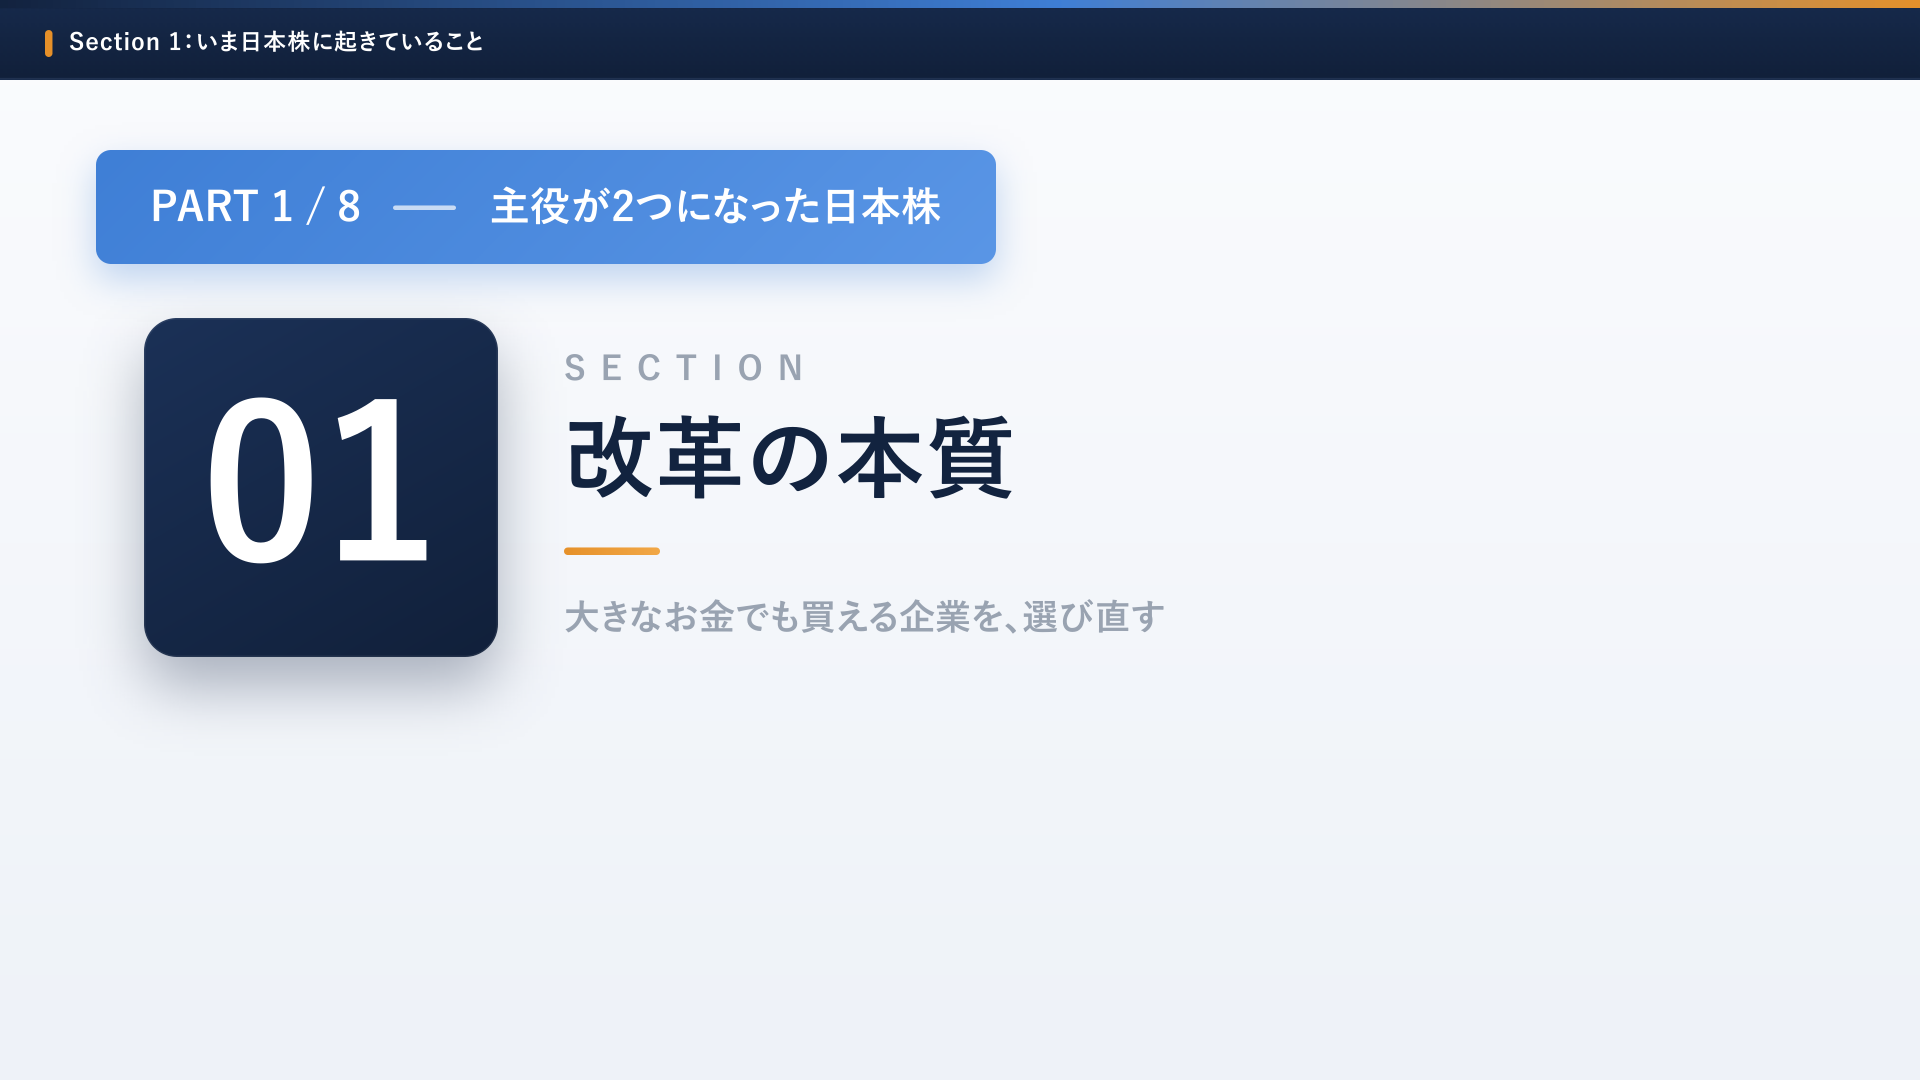 Section 1：いま日本株に起きていること
PART 1 / 8 — 主役が2つになった日本株
01
SECTION
改革の本質
大きなお金でも買える企業を、選び直す